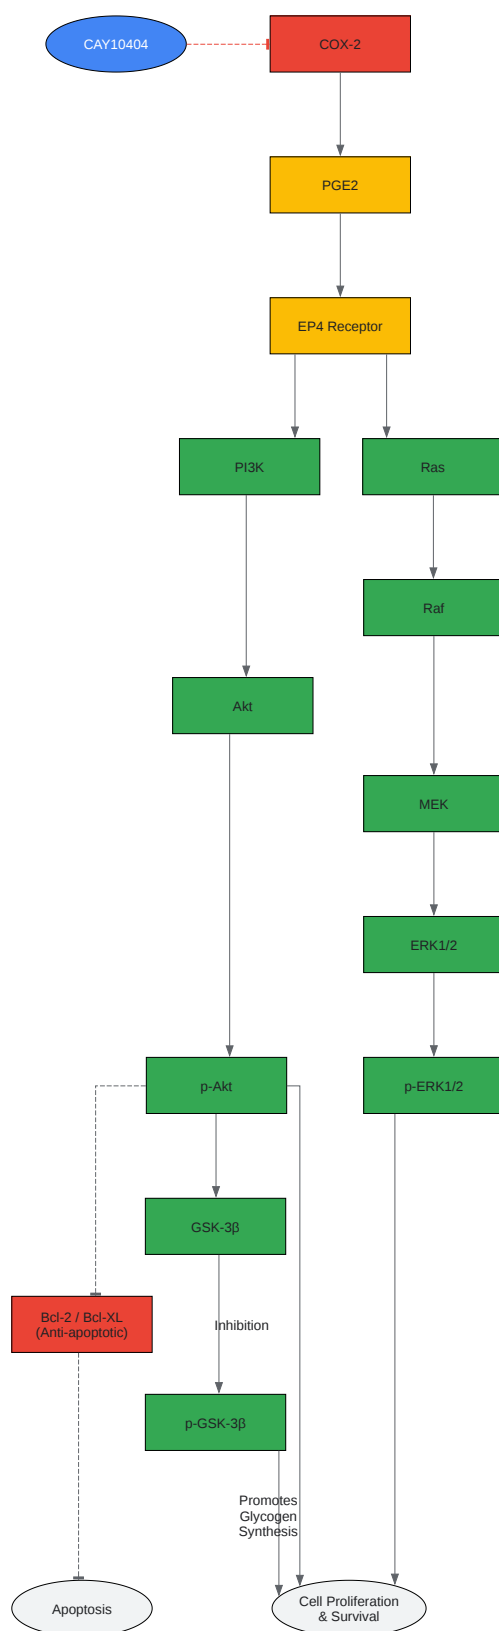 CAY10404
COX-2
PGE2
EP4 Receptor
PI3K
Ras
Raf
Akt
MEK
ERK1/2
p-Akt
p-ERK1/2
GSK-3β
Bcl-2 / Bcl-XL
(Anti-apoptotic)
Inhibition
p-GSK-3β
Promotes
Glycogen
Synthesis
Apoptosis
Cell Proliferation
& Survival